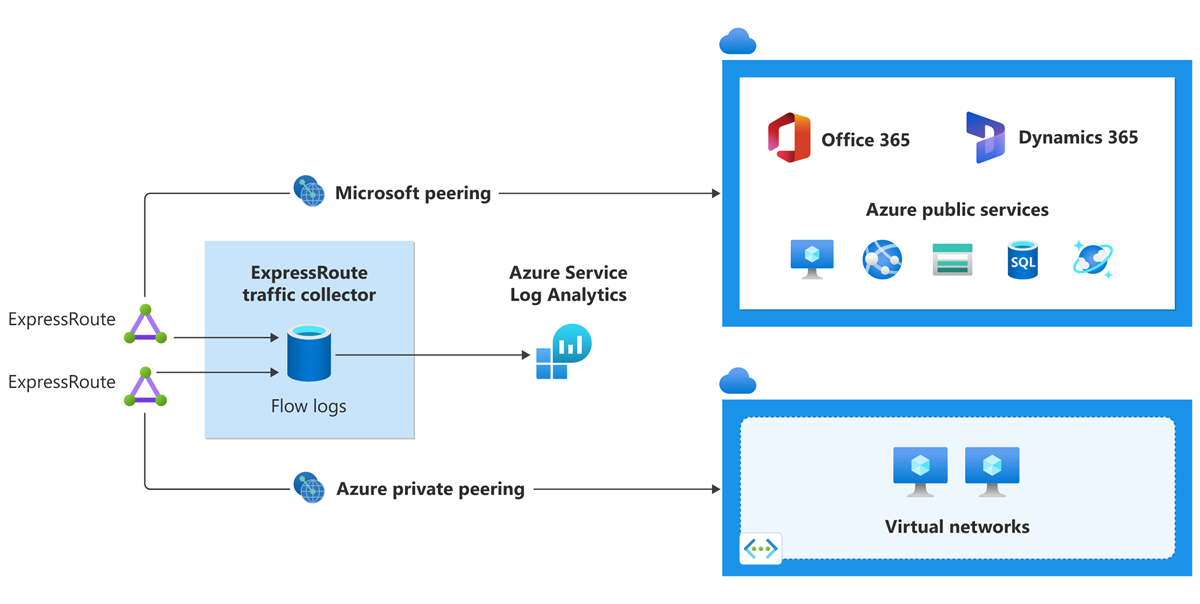 Office 365
Dynamics 365
Microsoft peering
Azure public services
SQL
ExpressRoute
traffic collector
Azure Service
Log Analytics
ExpressRoute
ExpressRoute
Flow logs
Azure private peering
Virtual networks